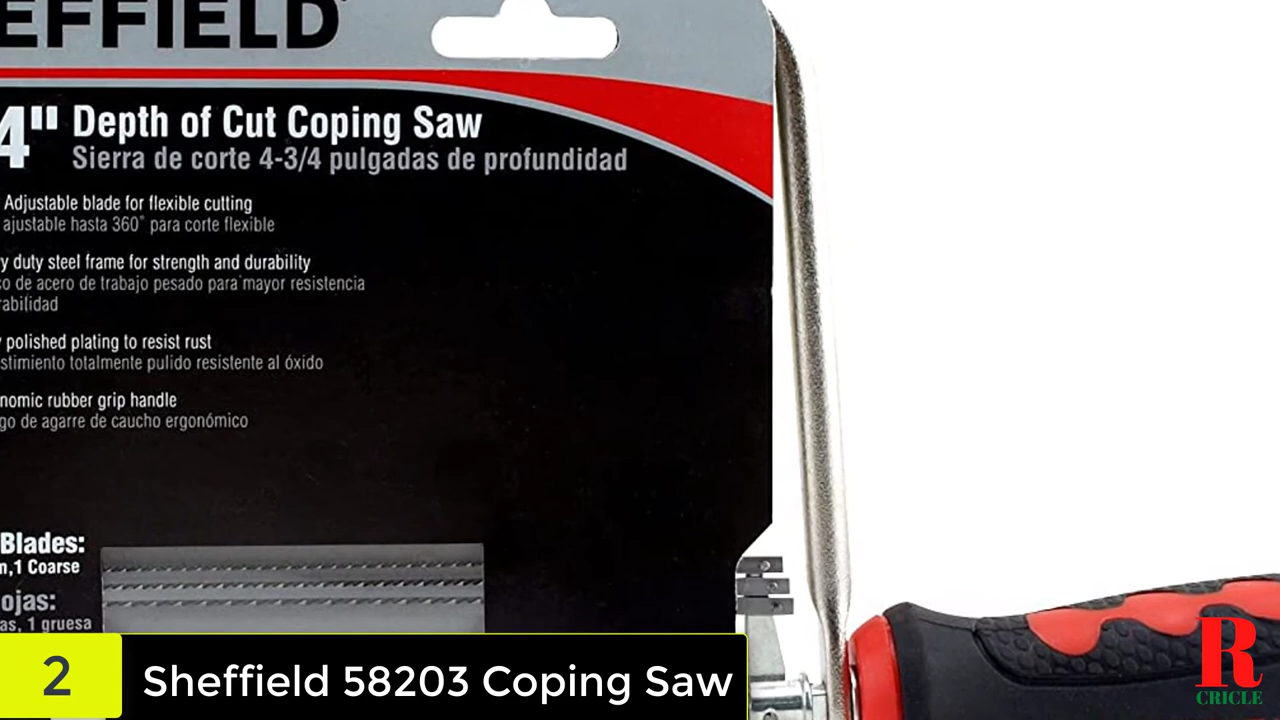 EFFIELD
4" Depth of Cut Coping Saw
Sierra de corte 4-3/4 pulgadas de profundidad
Adjustable blade for flexible cutting
ajustable hasta 360° para corte flexible
y duty steel frame for strength and durability
o de acero de trabajo pesado para mayor resistencia
rabilidad
polished plating to resist rust
stimiento totalmente pulido resistente al óxido
nomic rubber grip handle
go de agarre de caucho ergonómico
Blades:
n,1 Coarse
ojas:
as, 1 gruesa
2
Sheffield 58203 Coping Saw
R
CRICLE